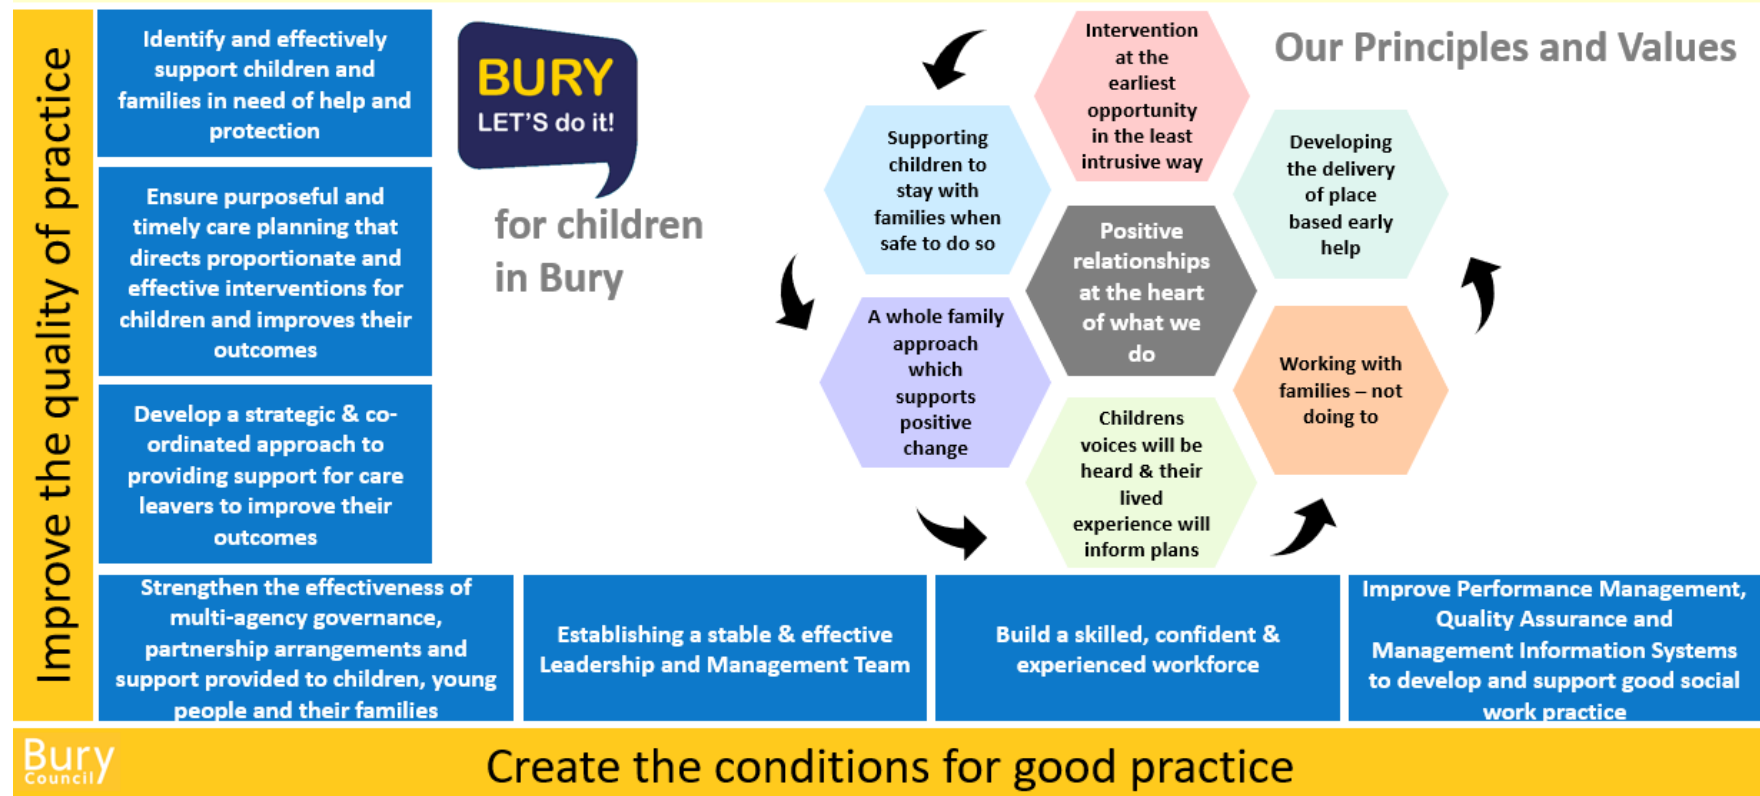 Improve the quality of practice
Identify and effectively
support children and
families in need of help and
protection
Ensure purposeful and
timely care planning that
directs proportionate and
effective interventions for
children and improves their
outcomes
Develop a strategic & co-
ordinated approach to
providing support for care
leavers to improve their
outcomes
BURY
LET'S do it!
for children
in Bury
Our Principles and Values
Intervention
at the
earliest
opportunity
in the least
intrusive way
Supporting
children to
stay with
families when
safe to do so
Developing
the delivery
of place
based early
help
Positive
relationships
at the heart
of what we
do
A whole family
approach
which
supports
positive
change
Working with
families – not
doing to
Childrens
voices will be
heard & their
lived
experience will
inform plans
Strengthen the effectiveness of
multi-agency governance,
partnership arrangements and
support provided to children, young
people and their families
Establishing a stable & effective
Leadership and Management Team
Build a skilled, confident &
experienced workforce
Improve Performance Management,
Quality Assurance and
Management Information Systems
to develop and support good social
work practice
Bury
Council
Create the conditions for good practice